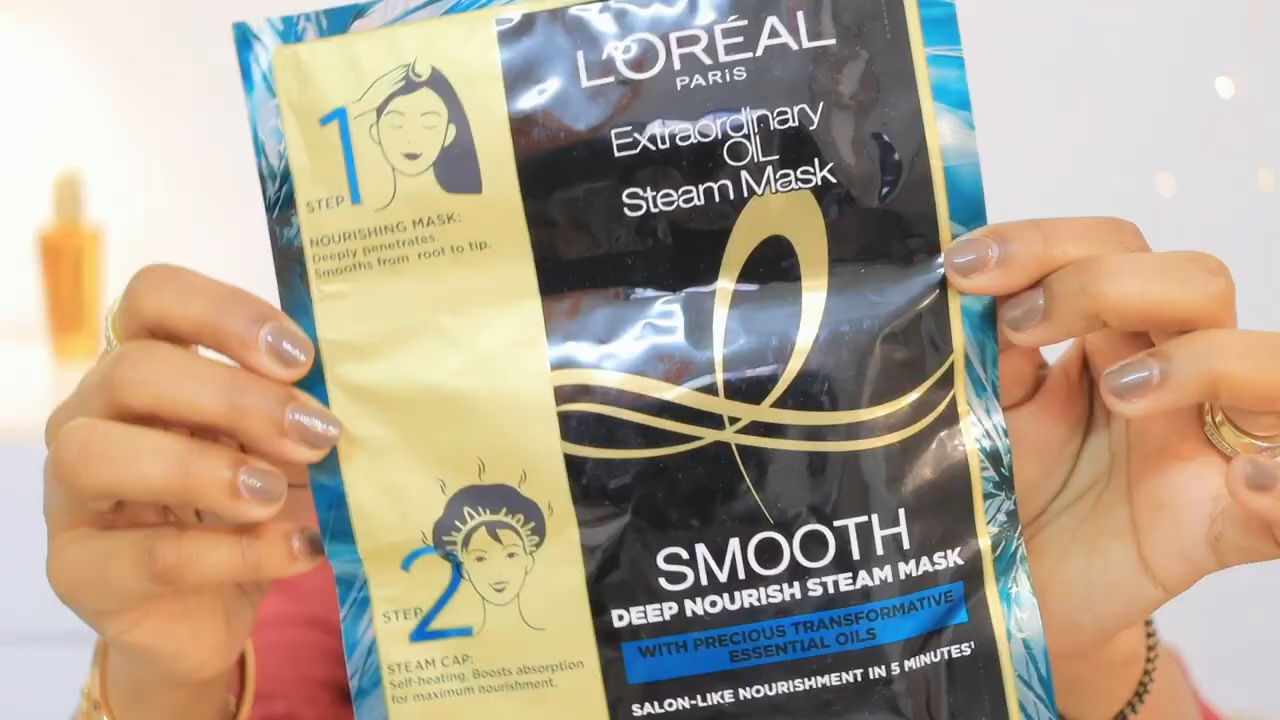 1
STEP
NOURISHING MASK:
Deeply penetrates.
Smooths from root to tip.
2
STEP
STEAM CAP:
Self-heating. Boosts absorption
for maximum nourishment.
L'ORÉAL
PARIS
Extraordinary
OIL
Steam Mask
SMOOTH
DEEP NOURISH STEAM MASK
WITH PRECIOUS TRANSFORMATIVE
ESSENTIAL OILS
SALON-LIKE NOURISHMENT IN 5 MINUTES¹